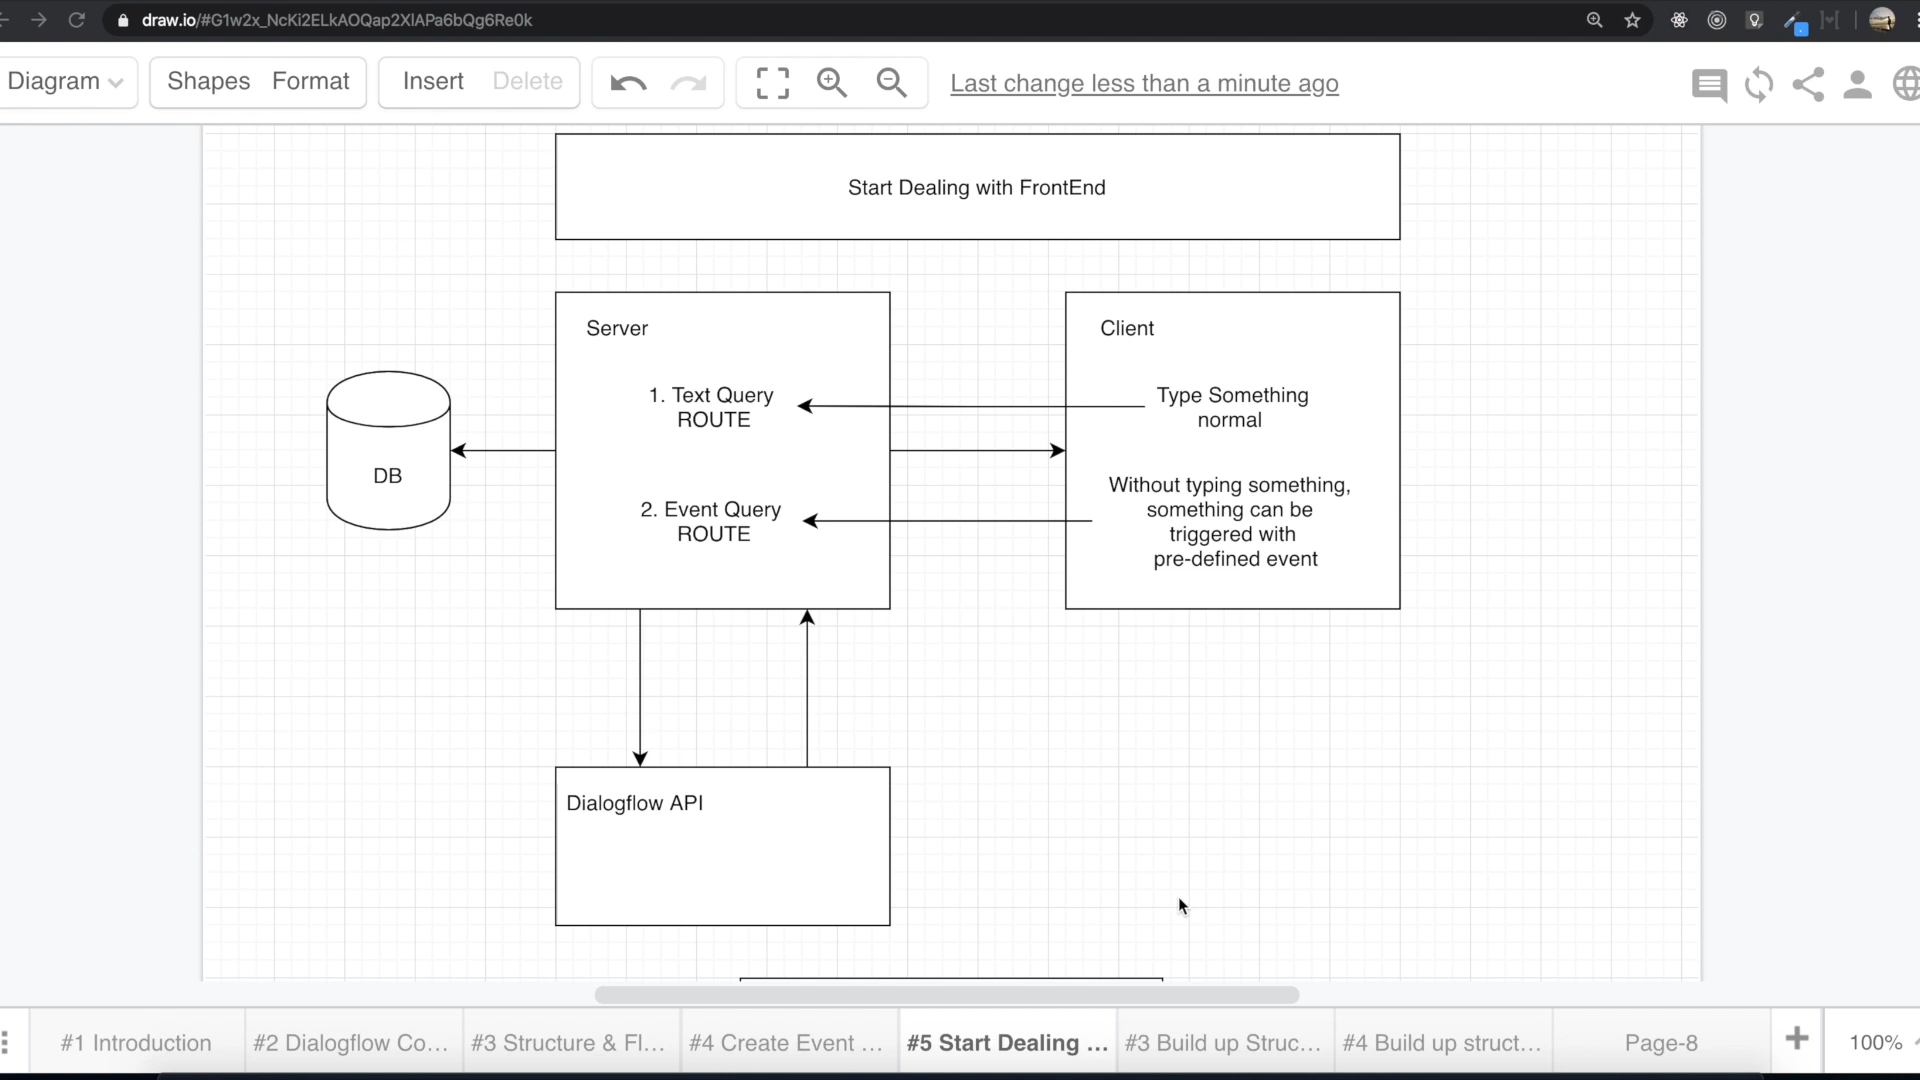 draw.io/#G1w2x_NcKi2ELkAOQap2XlAPa6bQg6Re0k
Diagram
Shapes Format
Insert Delete
Last change less than a minute ago
Start Dealing with FrontEnd
Server
Client
1. Text Query
ROUTE
Type Something
normal
DB
2. Event Query
ROUTE
Without typing something,
something can be
triggered with
pre-defined event
Dialogflow API
#1 Introduction
#2 Dialogflow Co...
#3 Structure & Fl...
#4 Create Event ...
#5 Start Dealing ...
#3 Build up Struc...
#4 Build up struct...
Page-8
100%